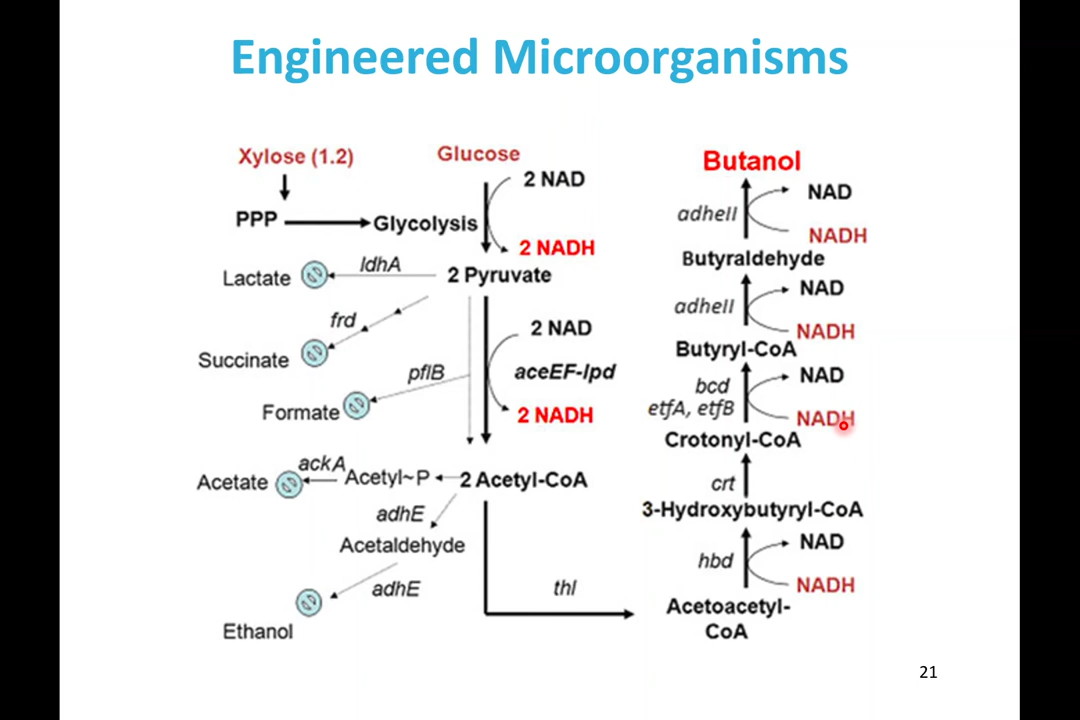 Engineered Microorganisms
Xylose (1.2)
Glucose
2 NAD
PPP
Glycolysis
2 NADH
Lactate
ldhA
2 Pyruvate
frd
2 NAD
Succinate
pflB
aceEF-lpd
Formate
2 NADH
Acetate
ackA
Acetyl~P
2 Acetyl-CoA
adhE
Acetaldehyde
adhE
Ethanol
thl
Butanol
NAD
adheII
NADH
Butyraldehyde
NAD
adheII
NADH
Butyryl-CoA
NAD
bcd
etfA, etfB
NADH
Crotonyl-CoA
crt
3-Hydroxybutyryl-CoA
NAD
hbd
NADH
Acetoacetyl-
CoA
21